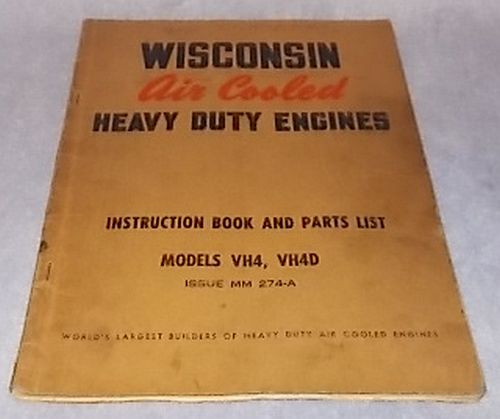 WISCONSIN
Air Cooled
HEAVY DUTY ENGINES
INSTRUCTION BOOK AND PARTS LIST
MODELS VH4, VH4D
ISSUE MM 274-A
WORLD'S LARGEST BUILDERS OF HEAVY DUTY AIR COOLED ENGINES